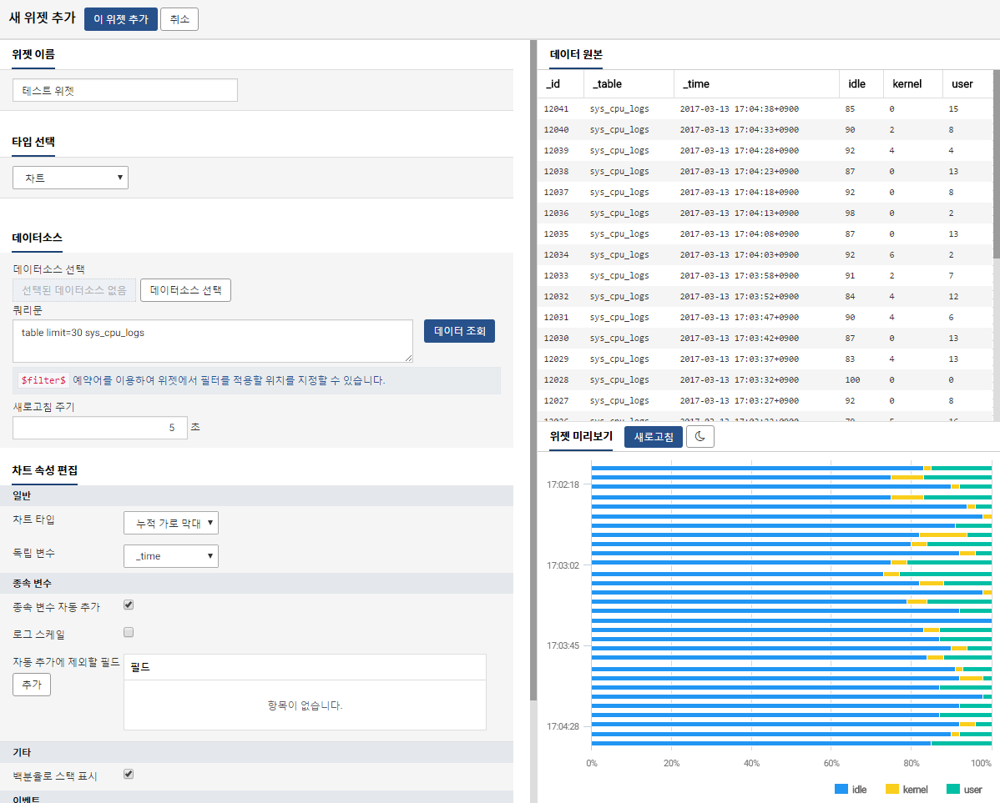 새 위젯 추가 이 위젯 추가 취소
위젯 이름
테스트 위젯
타입 선택
차트
데이터소스
데이터소스 선택
선택된 데이터소스 없음 데이터소스 선택
쿼리문
table limit=30 sys_cpu_logs
데이터 조회
$filter$ 예약어를 이용하여 위젯에서 필터를 적용할 위치를 지정할 수 있습니다.
새로고침 주기
5 초
차트 속성 편집
일반
차트 타입 누적 가로 막대
독립 변수 _time
종속 변수
종속 변수 자동 추가
로그 스케일
자동 추가에 제외할 필드 필드
추가
항목이 없습니다.
기타
백분율로 스택 표시
이벤트
데이터 원본
_id _table _time idle kernel user
12041 sys_cpu_logs 2017-03-13 17:04:38+0900 85 0 15
12040 sys_cpu_logs 2017-03-13 17:04:33+0900 90 2 8
12039 sys_cpu_logs 2017-03-13 17:04:28+0900 92 4 4
12038 sys_cpu_logs 2017-03-13 17:04:23+0900 87 0 13
12037 sys_cpu_logs 2017-03-13 17:04:18+0900 92 0 8
12036 sys_cpu_logs 2017-03-13 17:04:13+0900 98 0 2
12035 sys_cpu_logs 2017-03-13 17:04:08+0900 87 0 13
12034 sys_cpu_logs 2017-03-13 17:04:03+0900 92 6 2
12033 sys_cpu_logs 2017-03-13 17:03:58+0900 91 2 7
12032 sys_cpu_logs 2017-03-13 17:03:52+0900 84 4 12
12031 sys_cpu_logs 2017-03-13 17:03:47+0900 90 4 6
12030 sys_cpu_logs 2017-03-13 17:03:42+0900 87 0 13
12029 sys_cpu_logs 2017-03-13 17:03:37+0900 83 4 13
12028 sys_cpu_logs 2017-03-13 17:03:32+0900 100 0 0
12027 sys_cpu_logs 2017-03-13 17:03:27+0900 92 0 8
위젯 미리보기 새로고침
17:02:18
17:03:02
17:03:45
17:04:28
0% 20% 40% 60% 80% 100%
idle kernel user